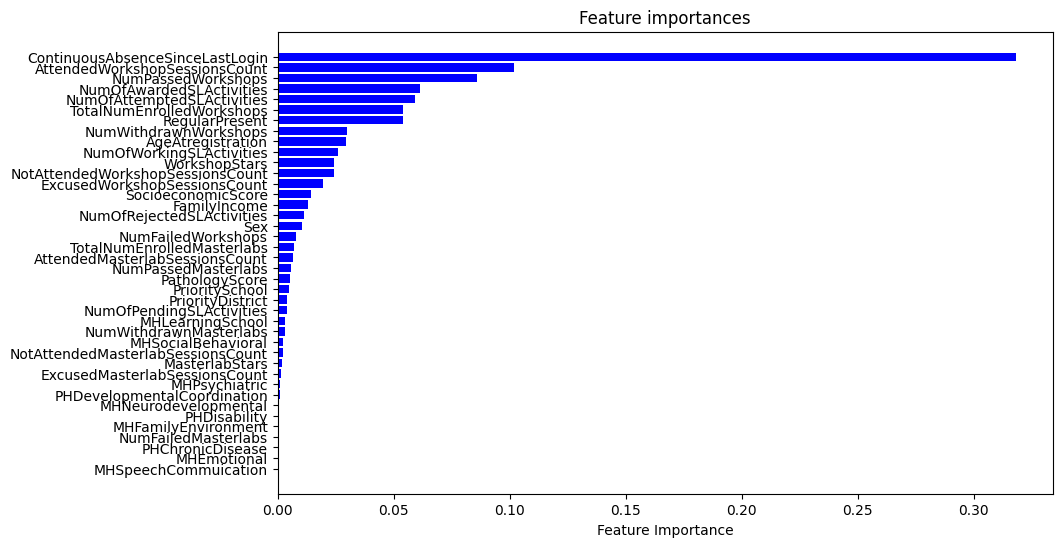 Feature importances
ContinuousAbsenceSinceLastLogin
AttendedWorkshopSessionsCount
NumPassedWorkshops
NumOfAwardedSLActivities
NumOfAttemptedSLActivities
TotalNumEnrolledWorkshops
RegularPresent
NumWithdrawnWorkshops
AgeAtregistration
NumOfWorkingSLActivities
WorkshopStars
NotAttendedWorkshopSessionsCount
ExcusedWorkshopSessionsCount
SocioeconomicScore
FamilyIncome
NumOfRejectedSLActivities
Sex
NumFailedWorkshops
TotalNumEnrolledMasterlabs
AttendedMasterlabSessionsCount
NumPassedMasterlabs
PathologyScore
PrioritySchool
PriorityDistrict
NumOfPendingSLActivities
MHLearningSchool
NumWithdrawnMasterlabs
MHSocialBehavioral
NotAttendedMasterlabSessionsCount
MasterlabStars
ExcusedMasterlabSessionsCount
MHPsychiatric
PHDevelopmentalCoordination
MHNeurodevelopmental
PHDisability
MHFamilyEnvironment
NumFailedMasterlabs
PHChronicDisease
MHEmotional
MHSpeechCommuication
0.00 0.05 0.10 0.15 0.20 0.25 0.30
Feature Importance